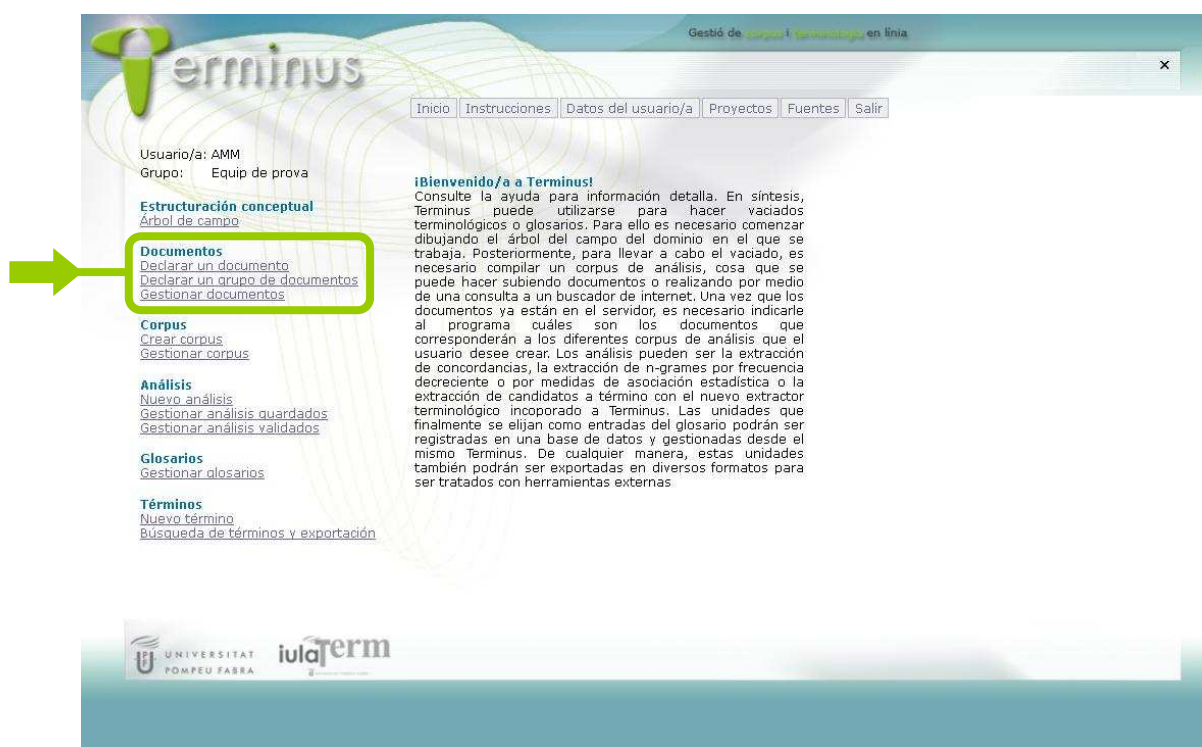 Gestió de corpus i terminologia en línia
Terminus
×
Inicio Instrucciones Datos del usuario/a Proyectos Fuentes Salir
Usuario/a: AMM
Grupo: Equip de prova
Estructuración conceptual
Árbol de campo
Documentos
Declarar un documento
Declarar un grupo de documentos
Gestionar documentos
Corpus
Crear corpus
Gestionar corpus
Análisis
Nuevo análisis
Gestionar análisis guardados
Gestionar análisis validados
Glosarios
Gestionar glosarios
Términos
Nuevo término
Búsqueda de términos y exportación
¡Bienvenido/a a Terminus!
Consulte la ayuda para información detalla. En síntesis,
Terminus puede utilizarse para hacer vaciados
terminológicos o glosarios. Para ello es necesario comenzar
dibujando el árbol del campo del dominio en el que se
trabaja. Posteriormente, para llevar a cabo el vaciado, es
necesario compilar un corpus de análisis, cosa que se
puede hacer subiendo documentos o realizando por medio
de una consulta a un buscador de internet. Una vez que los
documentos ya están en el servidor, es necesario indicarle
al programa cuáles son los documentos que
corresponderán a los diferentes corpus de análisis que el
usuario desee crear. Los análisis pueden ser la extracción
de concordancias, la extracción de n-grames por frecuencia
decreciente o por medidas de asociación estadística o la
extracción de candidatos a término con el nuevo extractor
terminológico incoporado a Terminus. Las unidades que
finalmente se elijan como entradas del glosario podrán ser
registradas en una base de datos y gestionadas desde el
mismo Terminus. De cualquier manera, estas unidades
también podrán ser exportadas en diversos formatos para
ser tratados con herramientas externas
UNIVERSITAT
POMPEU FABRA
iulaTerm